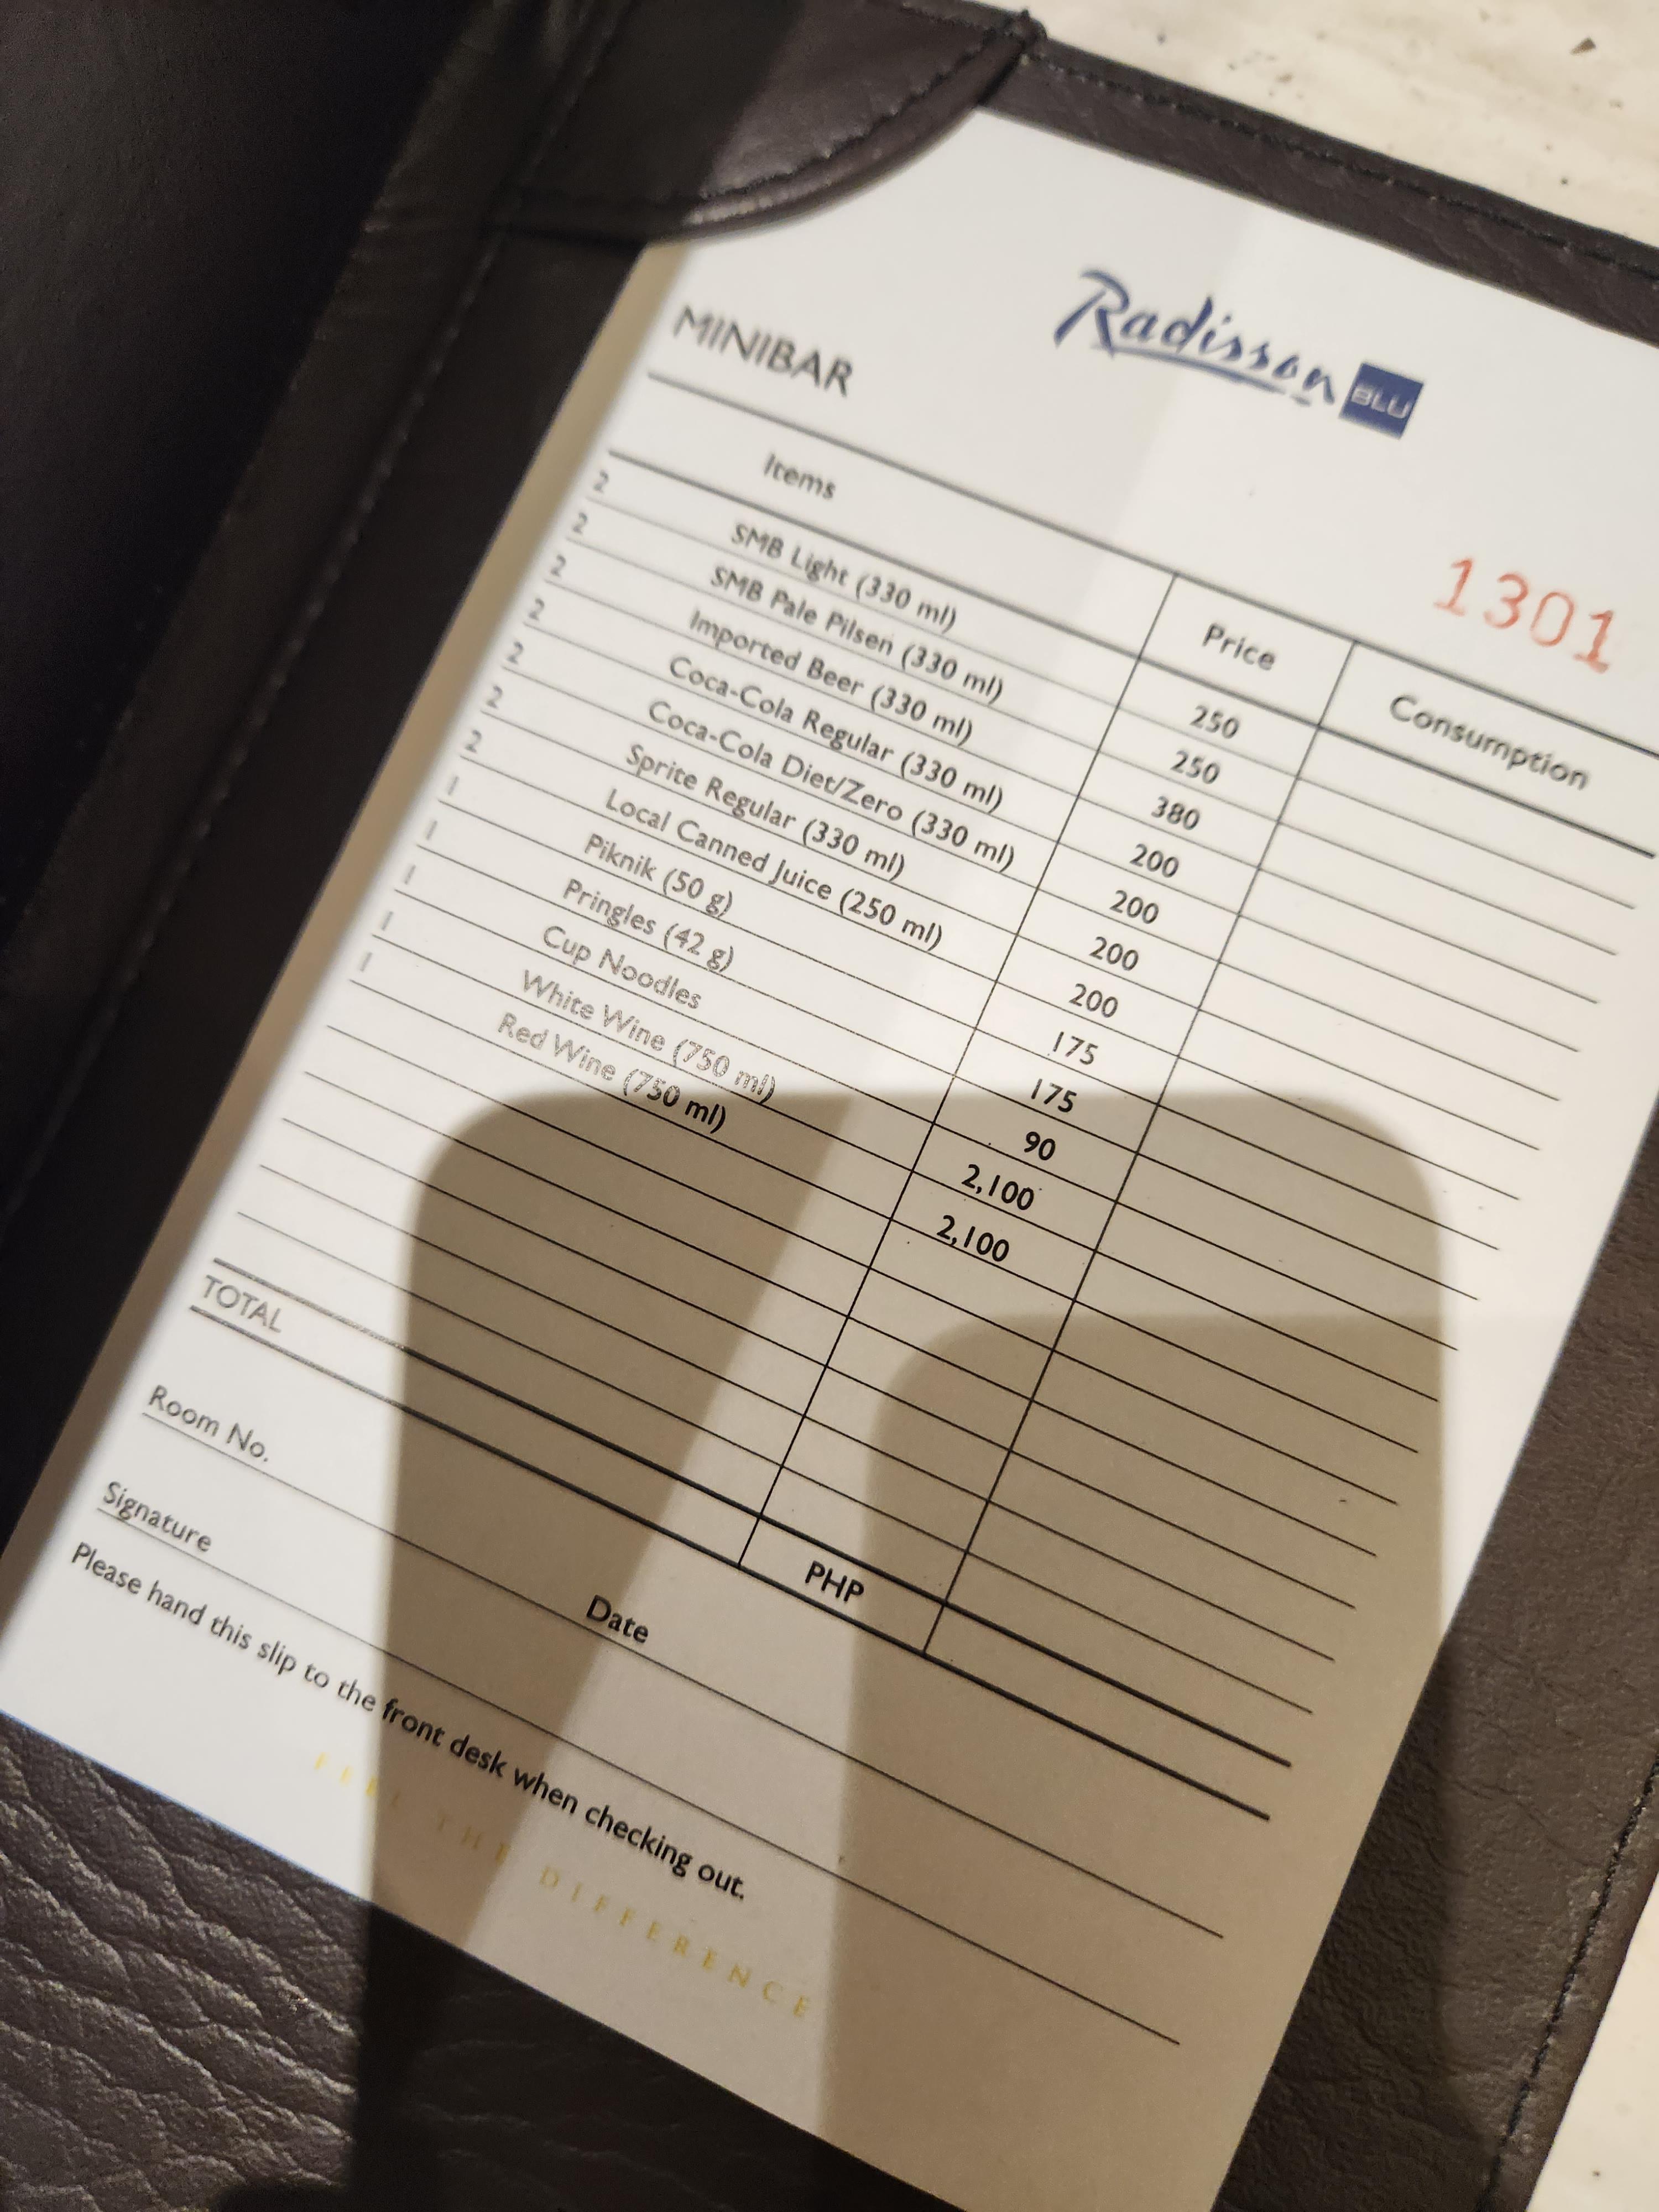 Radisson BLU
MINIBAR
1301
Items Price Consumption
2 SMB Light (330 ml) 250
2 SMB Pale Pilsen (330 ml) 250
2 Imported Beer (330 ml) 380
2 Coca-Cola Regular (330 ml) 200
2 Coca-Cola Diet/Zero (330 ml) 200
2 Sprite Regular (330 ml) 200
2 Local Canned Juice (250 ml) 200
1 Piknik (50 g) 175
1 Pringles (42 g) 175
1 Cup Noodles 90
1 White Wine (750 ml) 2,100
1 Red Wine (750 ml) 2,100
TOTAL PHP
Room No. Date
Signature
Please hand this slip to the front desk when checking out.
FEEL THE DIFFERENCE